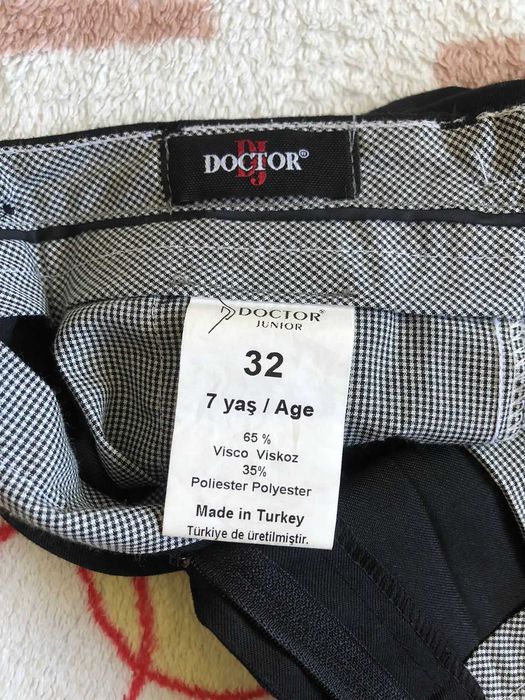 DJ
DOCTOR®
DOCTOR®
JUNIOR
32
7 yaş / Age
65 %
Visco Viskoz
35%
Poliester Polyester
Made in Turkey
Türkiye de üretilmiştir.